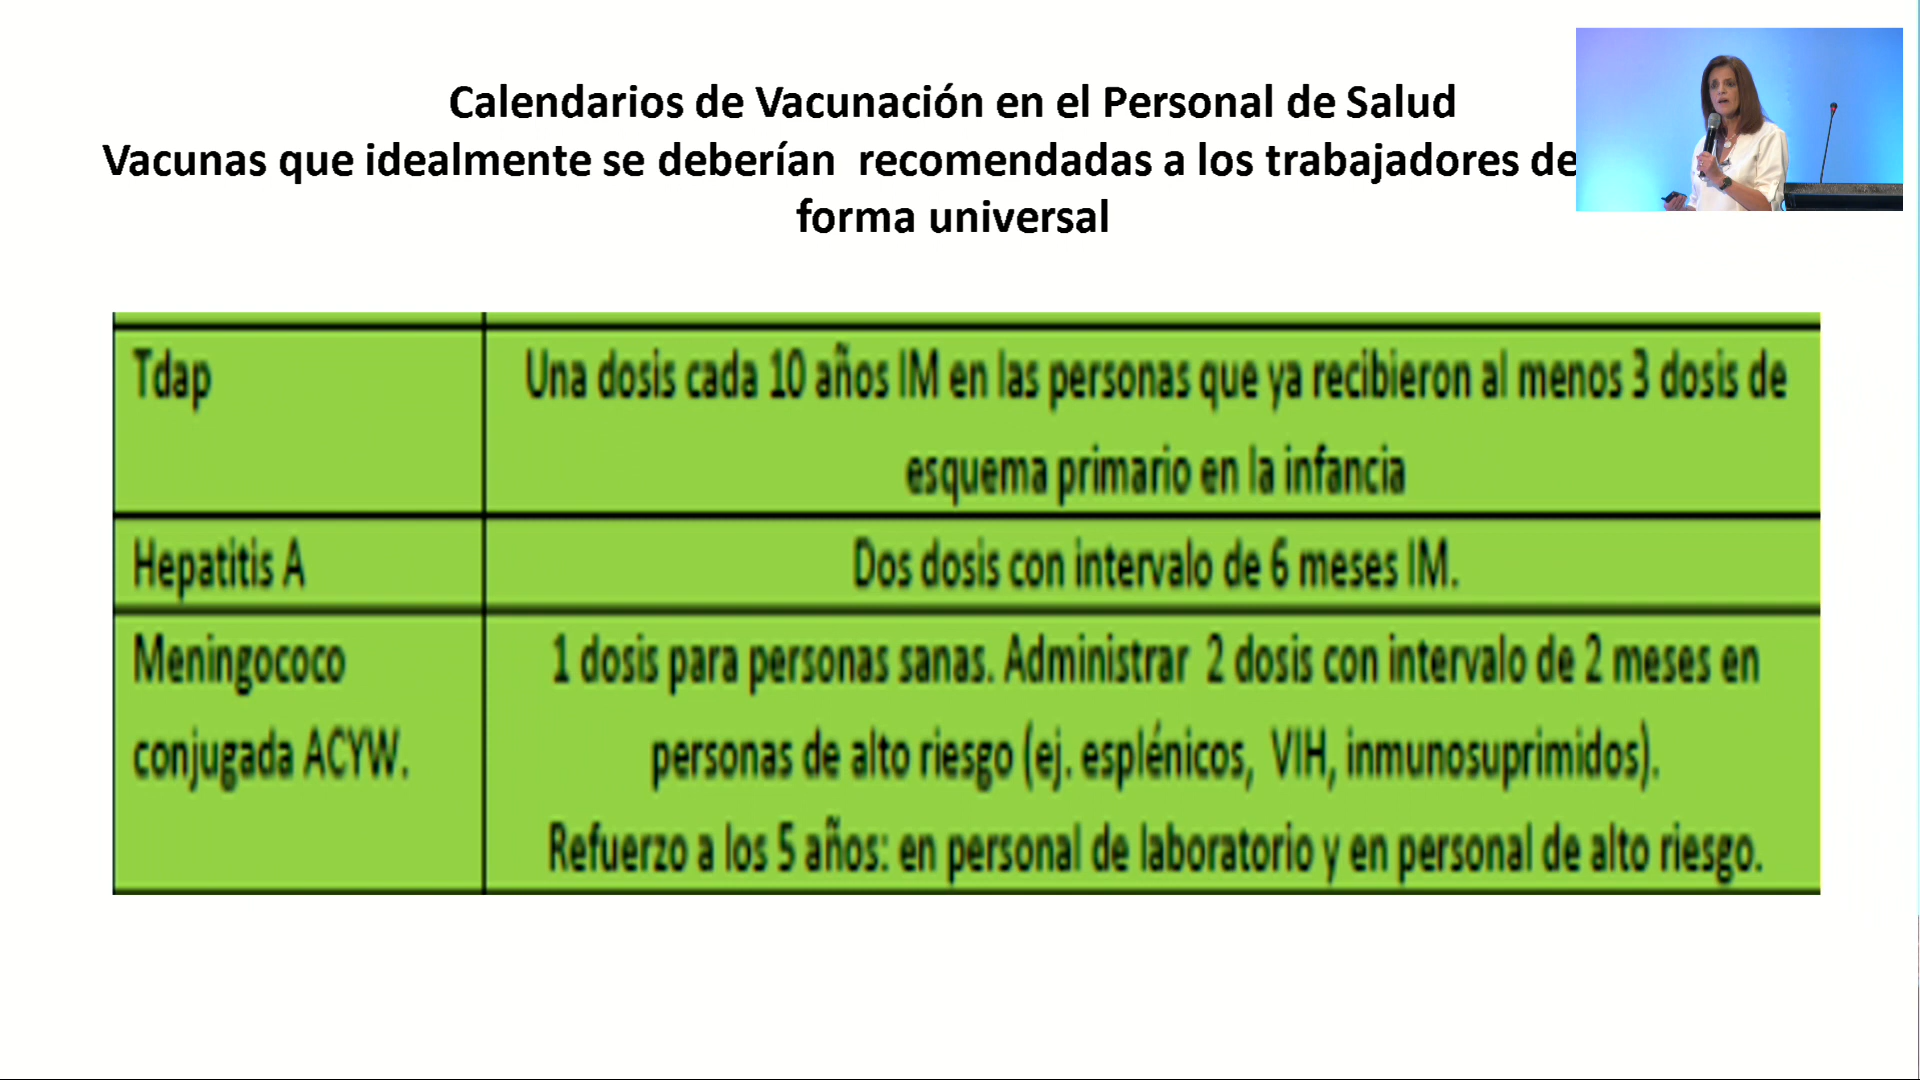 Calendarios de Vacunación en el Personal de Salud
Vacunas que idealmente se deberían recomendadas a los trabajadores de
forma universal
Tdap
Una dosis cada 10 años IM en las personas que ya recibieron al menos 3 dosis de
esquema primario en la infancia
Hepatitis A
Dos dosis con intervalo de 6 meses IM.
Meningococo
conjugada ACYW.
1 dosis para personas sanas. Administrar 2 dosis con intervalo de 2 meses en
personas de alto riesgo (ej. esplénicos, VIH, inmunosuprimidos).
Refuerzo a los 5 años: en personal de laboratorio y en personal de alto riesgo.